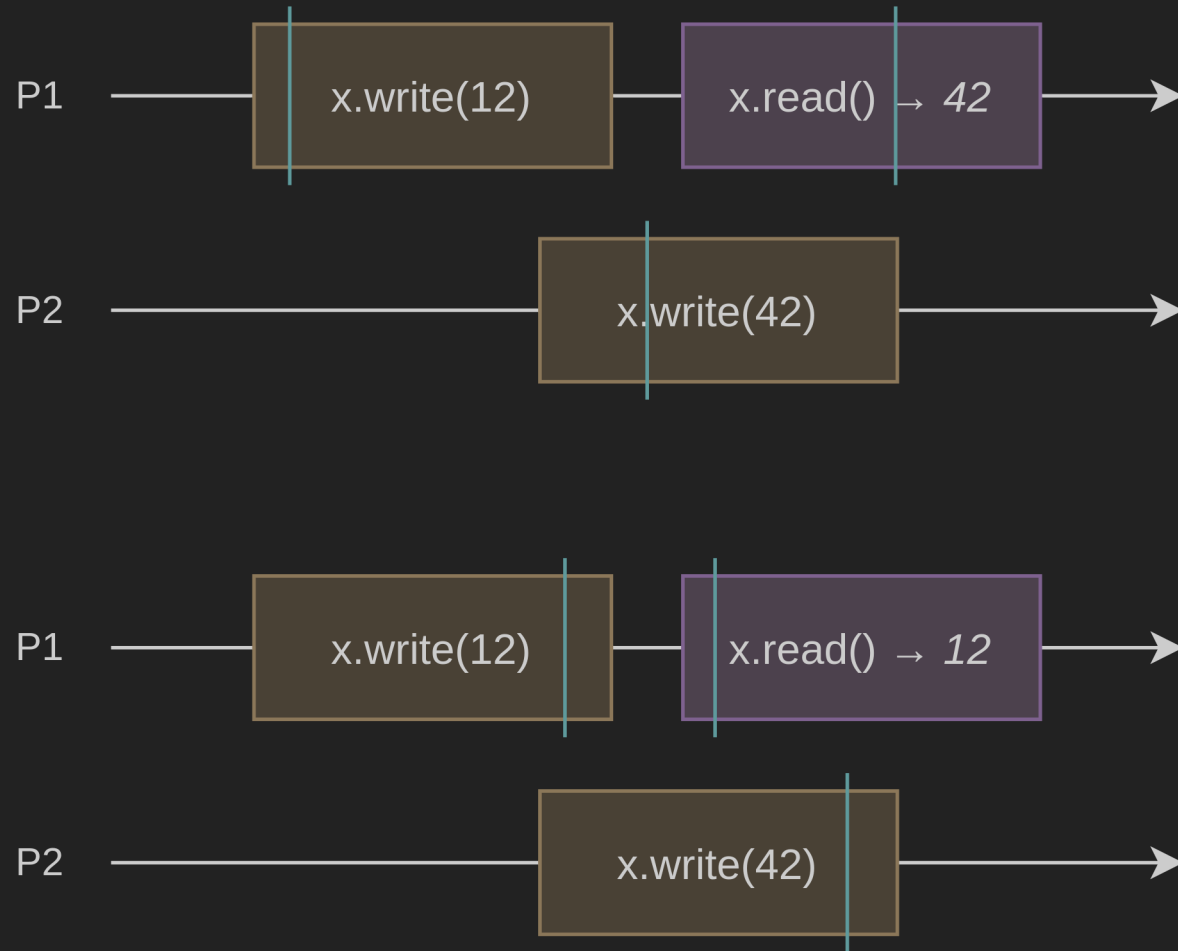 P1 x.write(12) x.read() → 42
P2 x.write(42)
P1 x.write(12) x.read() → 12
P2 x.write(42)